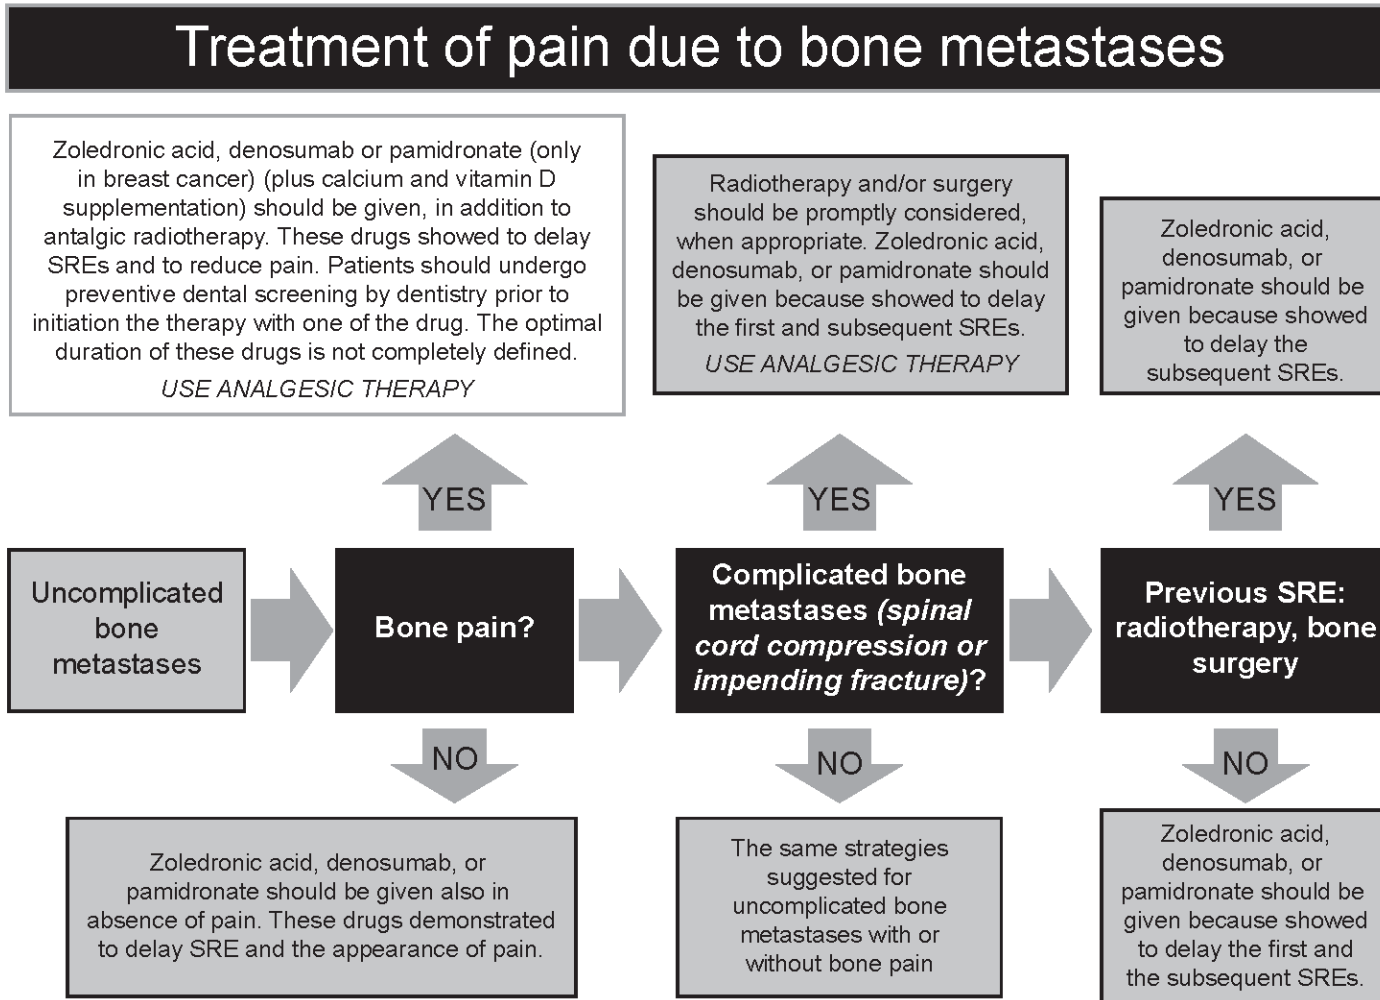 Treatment of pain due to bone metastases
Zoledronic acid, denosumab or pamidronate (only
in breast cancer) (plus calcium and vitamin D
supplementation) should be given, in addition to
antalgic radiotherapy. These drugs showed to delay
SREs and to reduce pain. Patients should undergo
preventive dental screening by dentistry prior to
initiation the therapy with one of the drug. The optimal
duration of these drugs is not completely defined.
USE ANALGESIC THERAPY
Radiotherapy and/or surgery
should be promptly considered,
when appropriate. Zoledronic acid,
denosumab, or pamidronate should
be given because showed to delay
the first and subsequent SREs.
USE ANALGESIC THERAPY
Zoledronic acid,
denosumab, or
pamidronate should be
given because showed
to delay the
subsequent SREs.
YES
YES
YES
Uncomplicated
bone
metastases
Bone pain?
Complicated bone
metastases (spinal
cord compression or
impending fracture)?
Previous SRE:
radiotherapy, bone
surgery
NO
NO
NO
Zoledronic acid, denosumab, or
pamidronate should be given also in
absence of pain. These drugs demonstrated
to delay SRE and the appearance of pain.
The same strategies
suggested for
uncomplicated bone
metastases with or
without bone pain
Zoledronic acid,
denosumab, or
pamidronate should be
given because showed
to delay the first and
the subsequent SREs.